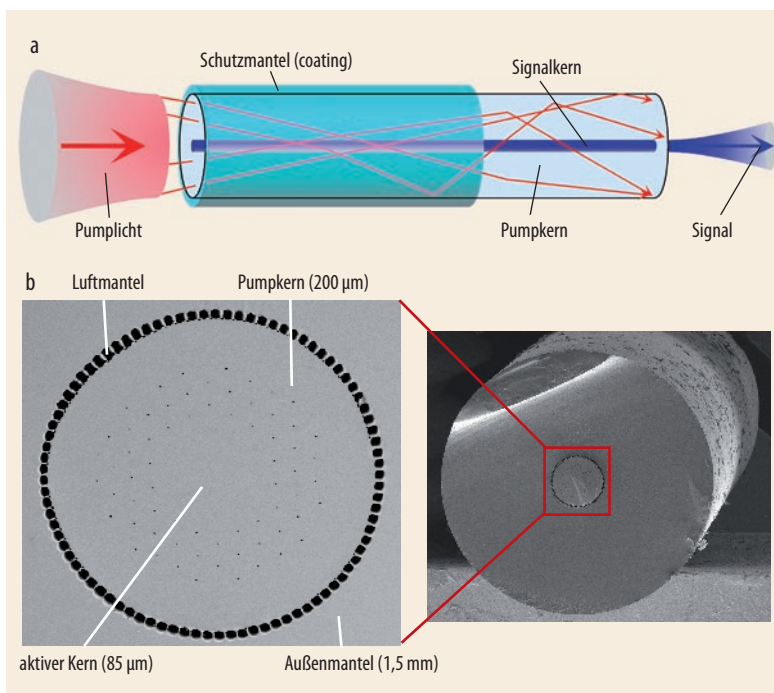 a
Schutzmantel (coating)
Signalkern
Pumplicht
Pumpkern
Signal
b
Luftmantel
Pumpkern (200 µm)
aktiver Kern (85 µm)
Außenmantel (1,5 mm)